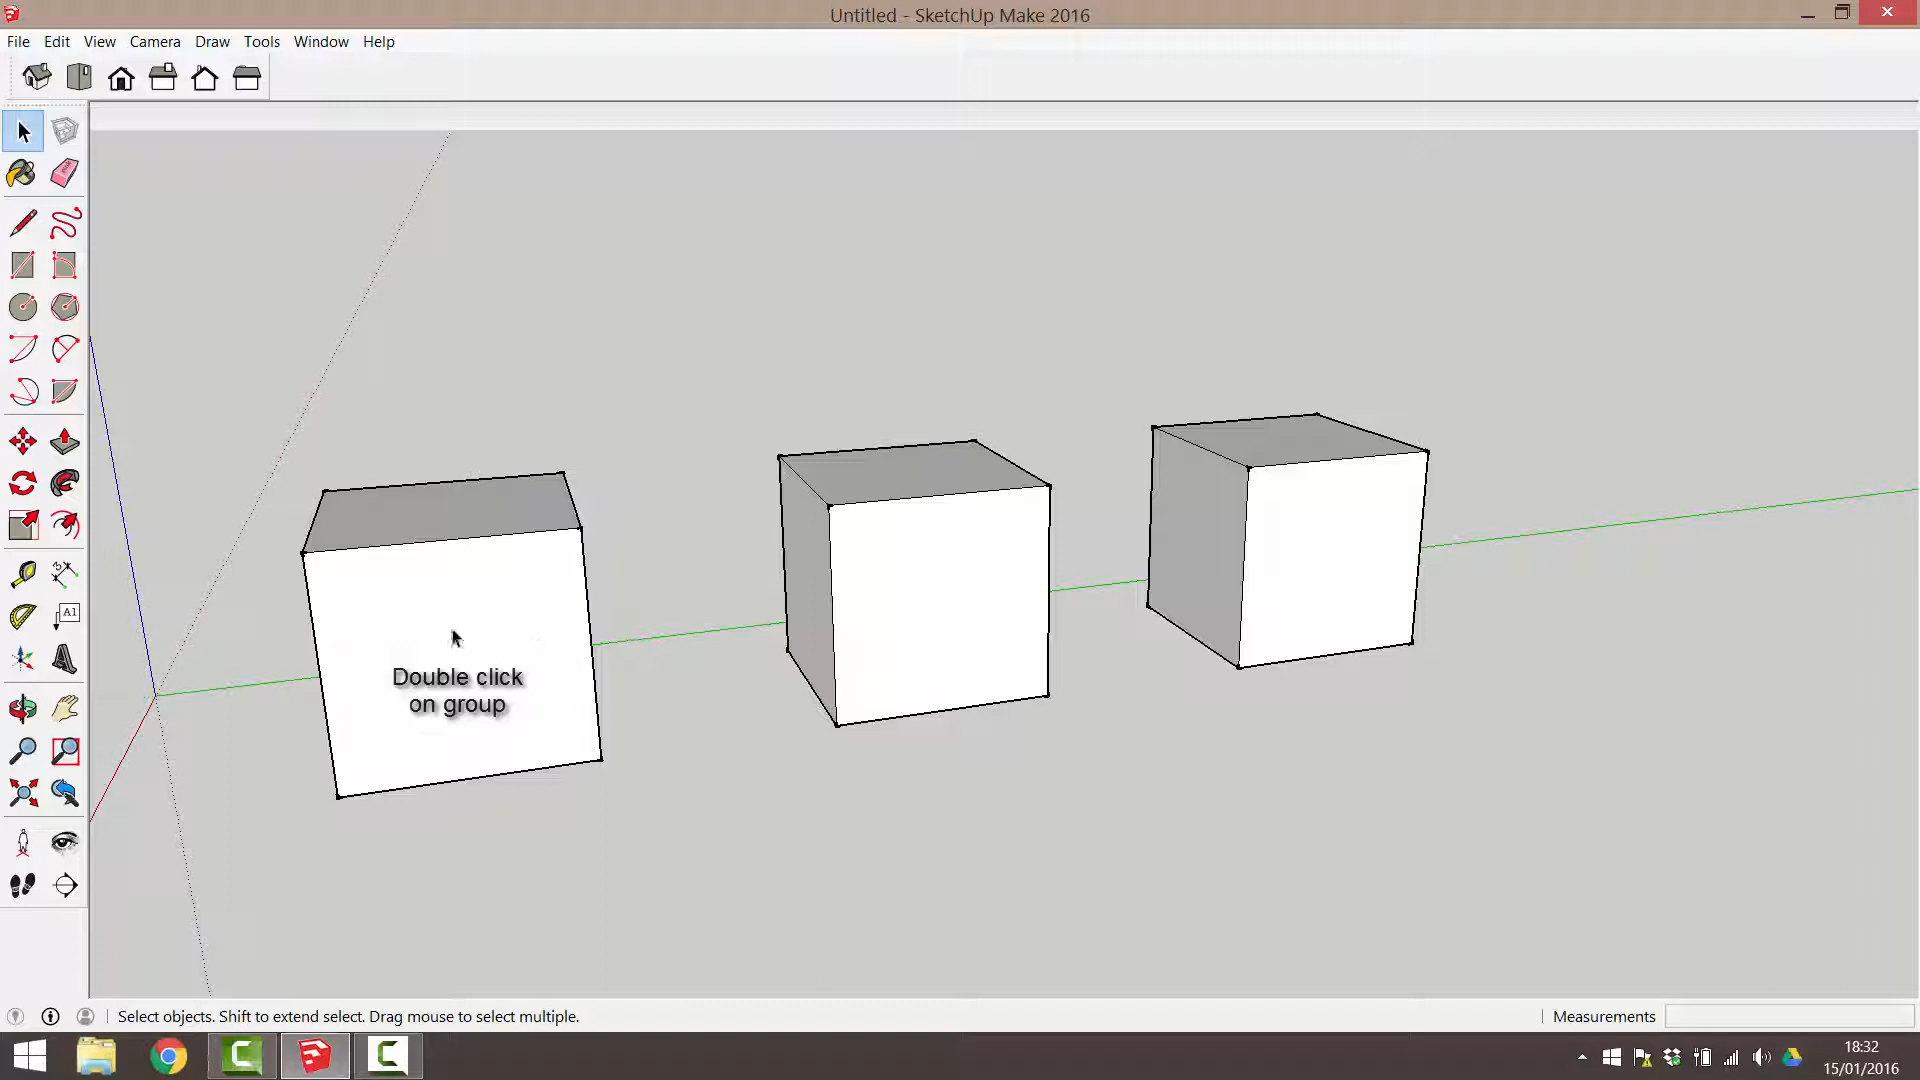 Untitled - SketchUp Make 2016
File Edit View Camera Draw Tools Window Help
A1
Double click
on group
Select objects. Shift to extend select. Drag mouse to select multiple.
Measurements
18:32
15/01/2016